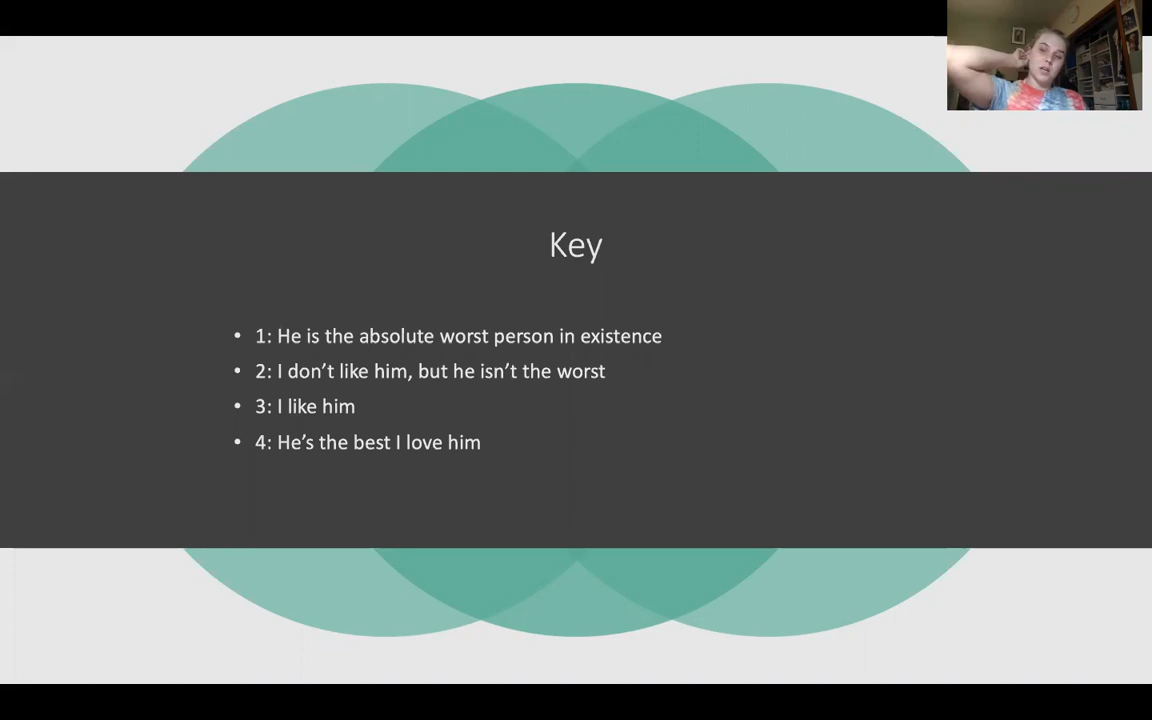 Key
• 1: He is the absolute worst person in existence
• 2: I don’t like him, but he isn’t the worst
• 3: I like him
• 4: He’s the best I love him